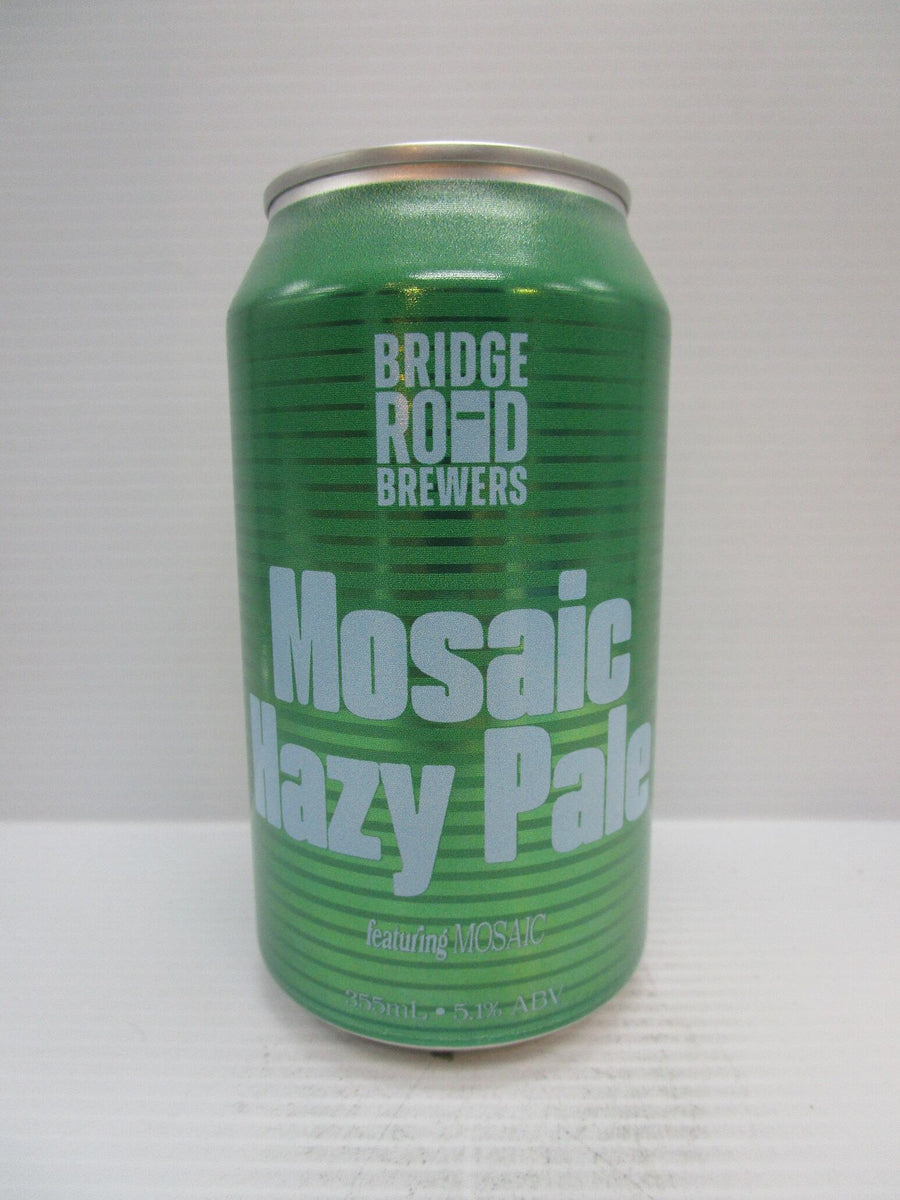 BRIDGE
ROAD
BREWERS
Mosaic
Hazy Pale
featuring MOSAIC
355mL • 5.1% ABV